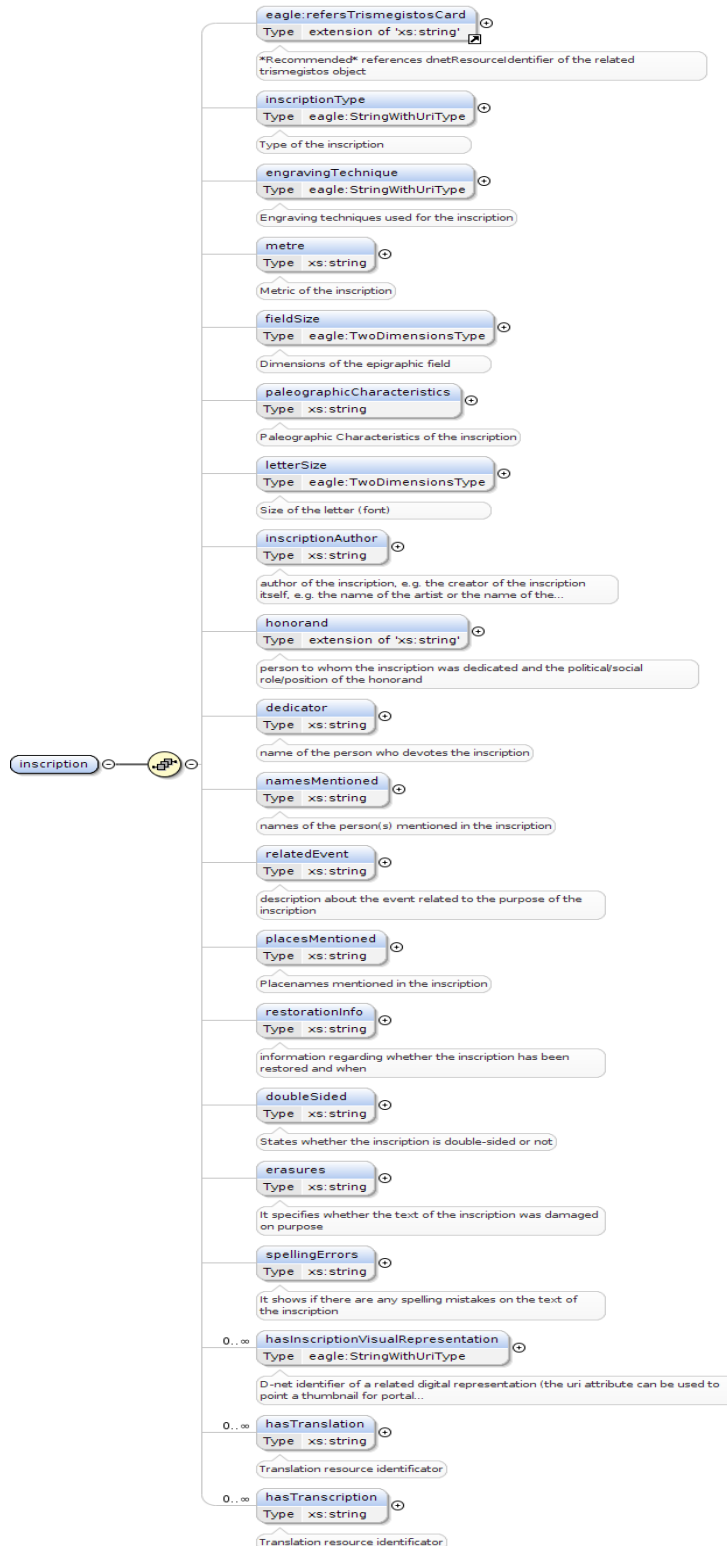 eagle:refersTrismegistosCard
Type extension of 'xs:string'
*Recommended* references dnetResourceIdentifier of the related
trismegistos object
inscriptionType
Type eagle:StringWithUriType
Type of the inscription
engravingTechnique
Type eagle:StringWithUriType
Engraving techniques used for the inscription
metre
Type xs:string
Metric of the inscription
fieldSize
Type eagle:TwoDimensionsType
Dimensions of the epigraphic field
paleographicCharacteristics
Type xs:string
Paleographic Characteristics of the inscription
letterSize
Type eagle:TwoDimensionsType
Size of the letter (font)
inscriptionAuthor
Type xs:string
author of the inscription, e.g. the creator of the inscription
itself, e.g. the name of the artist or the name of the...
honorand
Type extension of 'xs:string'
person to whom the inscription was dedicated and the political/social
role/position of the honorand
dedicator
Type xs:string
name of the person who devotes the inscription
inscription
namesMentioned
Type xs:string
names of the person(s) mentioned in the inscription
relatedEvent
Type xs:string
description about the event related to the purpose of the
inscription
placesMentioned
Type xs:string
Placenames mentioned in the inscription
restorationInfo
Type xs:string
information regarding whether the inscription has been
restored and when
doubleSided
Type xs:string
States whether the inscription is double-sided or not
erasures
Type xs:string
It specifies whether the text of the inscription was damaged
on purpose
spellingErrors
Type xs:string
It shows if there are any spelling mistakes on the text of
the inscription
0..∞ hasInscriptionVisualRepresentation
Type eagle:StringWithUriType
D-net identifier of a related digital representation (the uri attribute can be used to
point a thumbnail for portal...
0..∞ hasTranslation
Type xs:string
Translation resource identificator
0..∞ hasTranscription
Type xs:string
Translation resource identificator